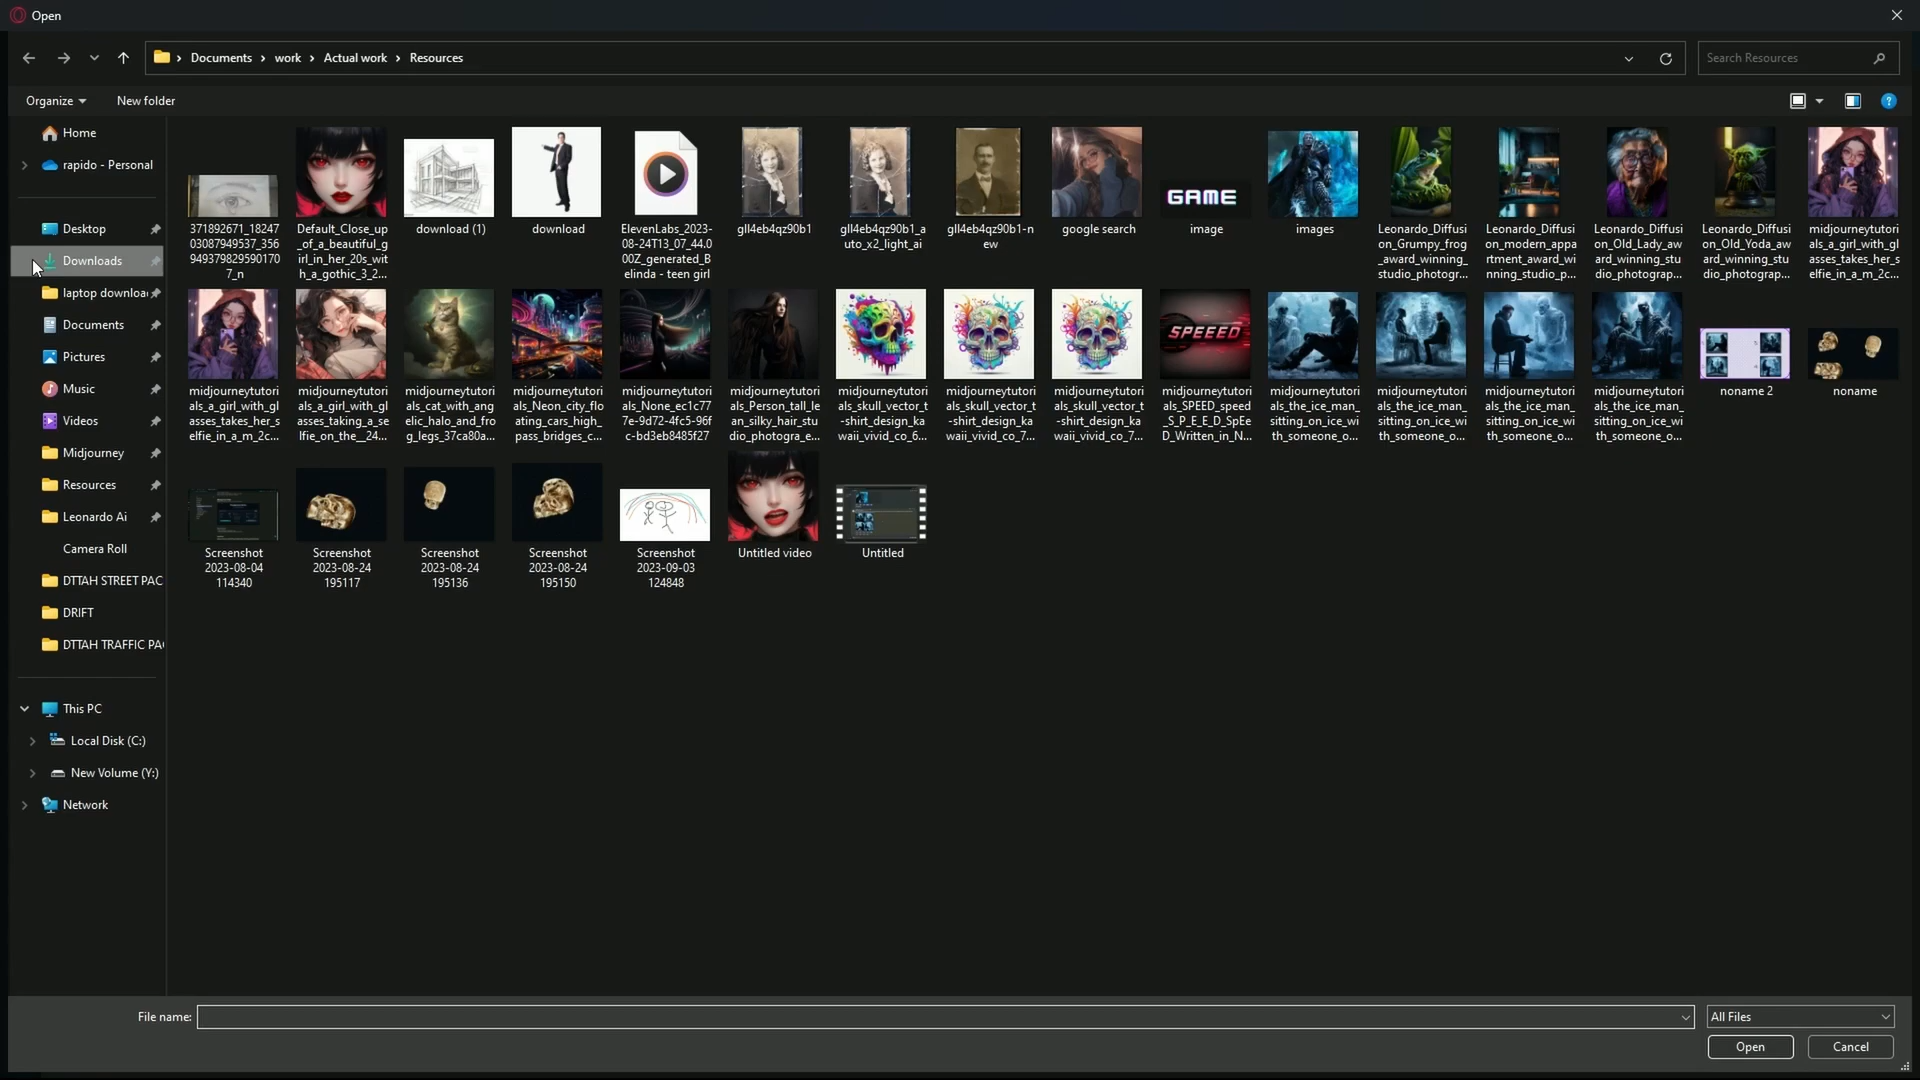 Open
Documents
work
Actual work
Resources
Search Resources
Organize
New folder
Home
rapido - Personal
Desktop
Downloads
laptop downloa
Documents
Pictures
Music
Videos
Midjourney
Resources
Leonardo Ai
Camera Roll
DTTAH STREET PAC
DRIFT
DTTAH TRAFFIC PA
This PC
Local Disk (C:)
New Volume (Y:)
Network
371892671_18247
03087949537_356
949379829590170
7_n
Default_Close_up
_of_a_beautiful_g
irl_in_her_20s_wit
h_a_gothic_3_2...
download (1)
download
ElevenLabs_2023-
08-24T13_07_44.0
00Z_generated_B
elinda - teen girl
gll4eb4qz90b1
gll4eb4qz90b1_a
uto_x2_light_ai
gll4eb4qz90b1-n
ew
google search
GAME
image
images
Leonardo_Diffusi
on_Grumpy_frog
_award_winning_
studio_photogr...
Leonardo_Diffusi
on_modern_appa
rtment_award_wi
nning_studio_p...
Leonardo_Diffusi
on_Old_Lady_aw
ard_winning_stu
dio_photograp...
Leonardo_Diffusi
on_Old_Yoda_aw
ard_winning_stu
dio_photograp...
midjourneytutori
als_a_girl_with_gl
asses_takes_her_s
elfie_in_a_m_2c...
midjourneytutori
als_a_girl_with_gl
asses_takes_her_s
elfie_in_a_m_2c...
midjourneytutori
als_a_girl_with_gl
asses_taking_a_se
lfie_on_the__24...
midjourneytutori
als_cat_with_ang
elic_halo_and_fro
g_legs_37ca80a...
midjourneytutori
als_Neon_city_flo
ating_cars_high_
pass_bridges_c...
midjourneytutori
als_None_ec1c77
7e-9d72-4fc5-96f
c-bd3eb8485f27
midjourneytutori
als_Person_tall_le
an_silky_hair_stu
dio_photogra_e...
midjourneytutori
als_skull_vector_t
-shirt_design_ka
waii_vivid_co_6...
midjourneytutori
als_skull_vector_t
-shirt_design_ka
waii_vivid_co_7...
midjourneytutori
als_skull_vector_t
-shirt_design_ka
waii_vivid_co_7...
SPEEED
midjourneytutori
als_SPEED_speed
_S_P_E_E_D_SpEe
D_Written_in_N...
midjourneytutori
als_the_ice_man_
sitting_on_ice_wi
th_someone_o...
midjourneytutori
als_the_ice_man_
sitting_on_ice_wi
th_someone_o...
midjourneytutori
als_the_ice_man_
sitting_on_ice_wi
th_someone_o...
midjourneytutori
als_the_ice_man_
sitting_on_ice_wi
th_someone_o...
noname 2
noname
Screenshot
2023-08-04
114340
Screenshot
2023-08-24
195117
Screenshot
2023-08-24
195136
Screenshot
2023-08-24
195150
Screenshot
2023-09-03
124848
Untitled video
Untitled
File name:
All Files
Open
Cancel